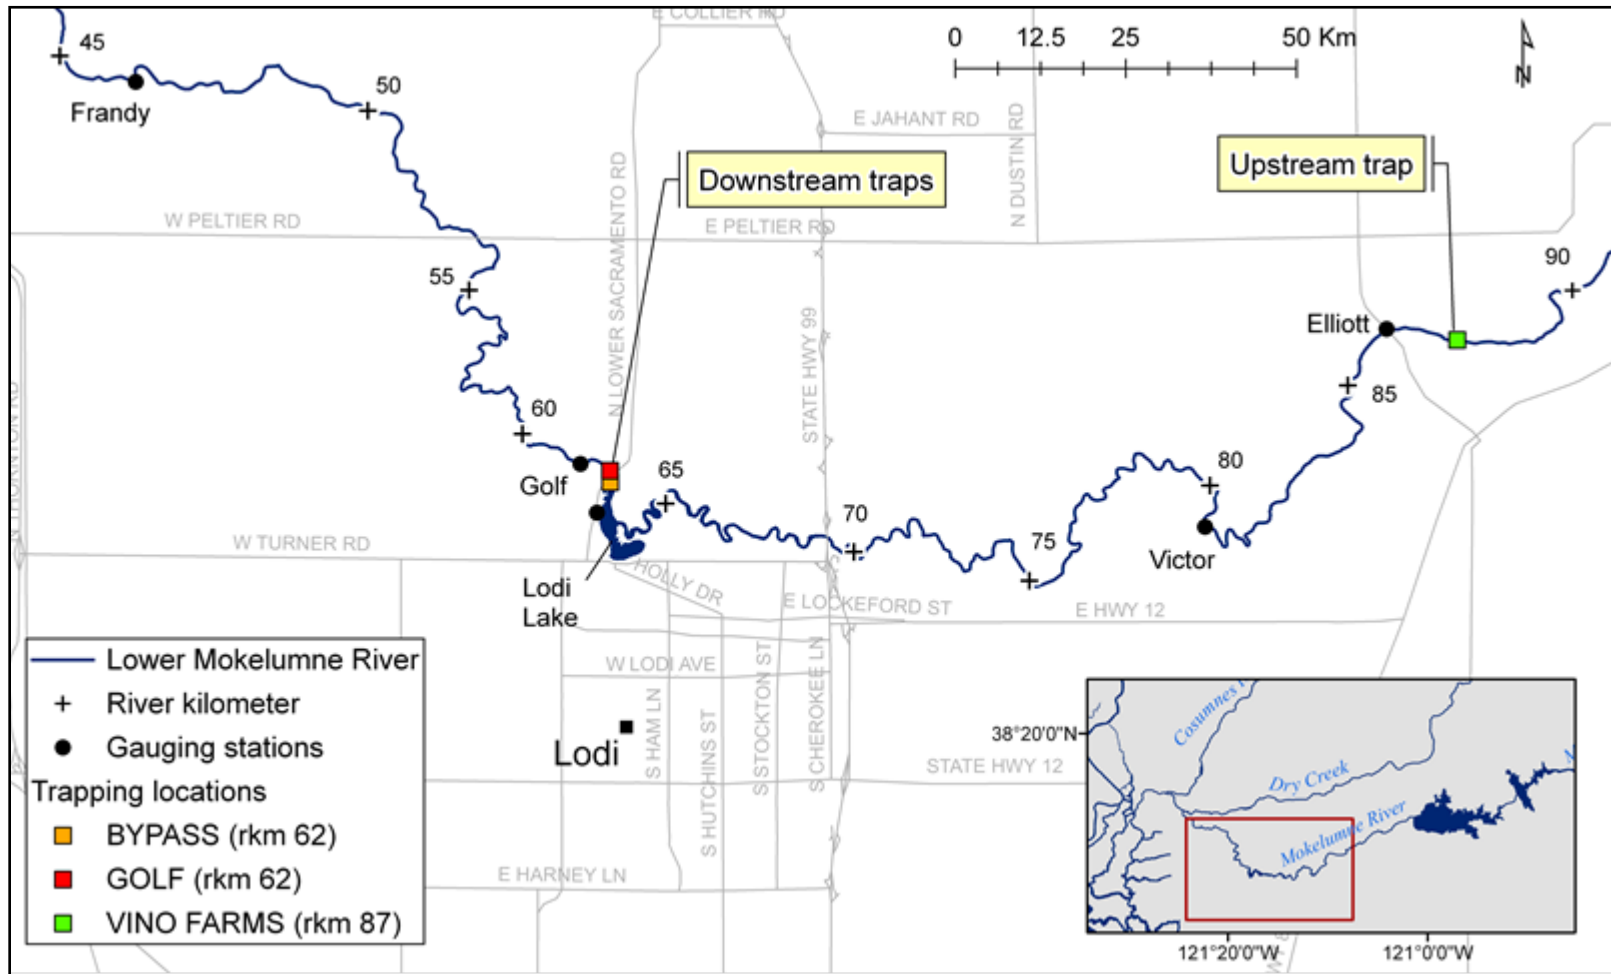 E COLLIER RD
45
Frandy
50
0 12.5 25 50 Km
N
E JAHANT RD
N DUSTIN RD
Downstream traps
Upstream trap
N LOWER SACRAMENTO RD
W PELTIER RD
E PELTIER RD
55
90
Elliott
STATE HWY 99
85
60
Golf
65
80
70
75
Victor
N THORNTON RD
W TURNER RD
Lodi
Lake
HOLLY DR
E LOCKEFORD ST
E HWY 12
W LODI AVE
S HAM LN
S HUTCHINS ST
S STOCKTON ST
S CHEROKEE LN
Lodi
STATE HWY 12
E HARNEY LN
Lower Mokelumne River
River kilometer
Gauging stations
Trapping locations
BYPASS (rkm 62)
GOLF (rkm 62)
VINO FARMS (rkm 87)
38°20'0"N
Cosumnes
Dry Creek
Mokelumne River
121°20'0"W
121°0'0"W